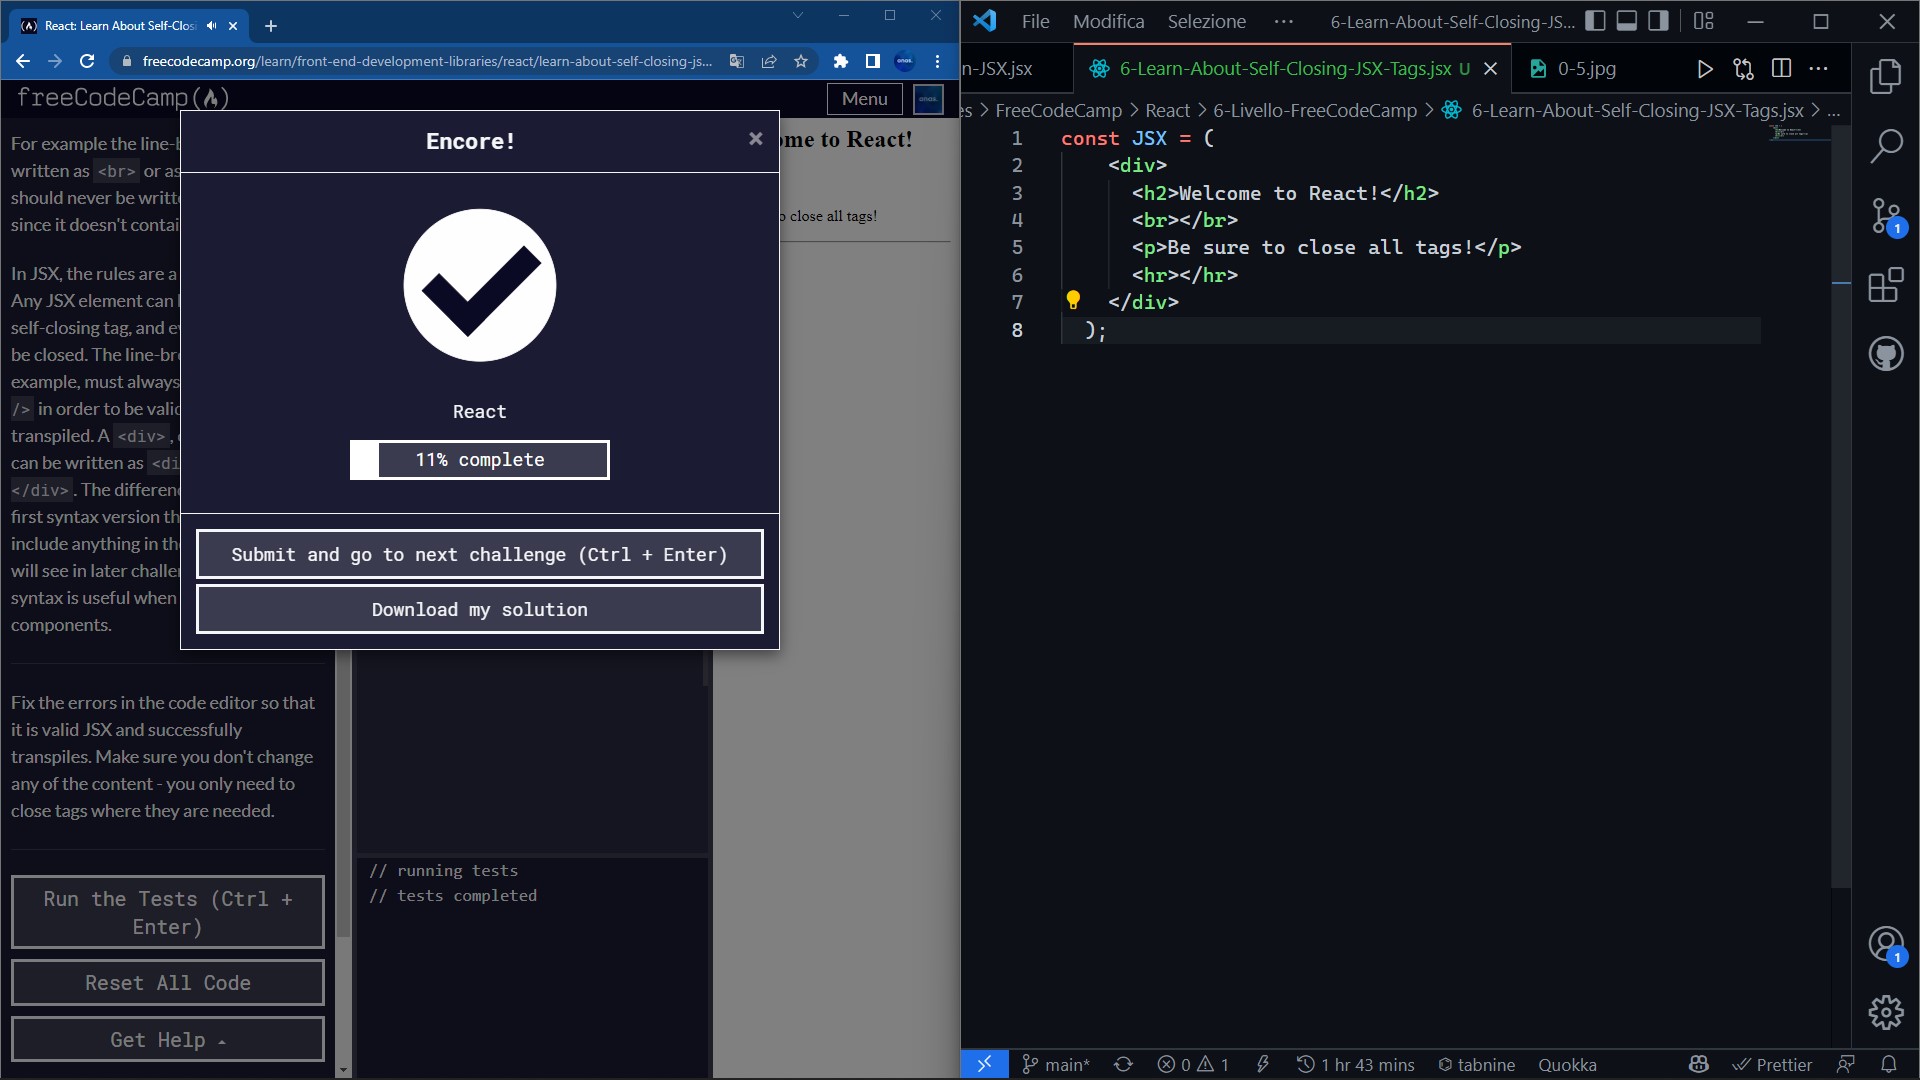 React: Learn About Self-Clos
freecodecamp.org/learn/front-end-development-libraries/react/learn-about-self-closing-js...
freeCodeCamp
Menu
For example the line-b
written as <br> or as
should never be writt
since it doesn't contai
In JSX, the rules are a
Any JSX element can
self-closing tag, and e
be closed. The line-bre
example, must always
/> in order to be valid
transpiled. A <div>,
can be written as <di
</div>. The differen
first syntax version th
include anything in th
will see in later challen
syntax is useful when
components.
Fix the errors in the code editor so that
it is valid JSX and successfully
transpiles. Make sure you don't change
any of the content - you only need to
close tags where they are needed.
Run the Tests (Ctrl +
Enter)
Reset All Code
Get Help
Encore!
×
React
11% complete
Submit and go to next challenge (Ctrl + Enter)
Download my solution
// running tests
// tests completed
ome to React!
o close all tags!
File Modifica Selezione ··· 6-Learn-About-Self-Closing-JS...
n-JSX.jsx
6-Learn-About-Self-Closing-JSX-Tags.jsx U
0-5.jpg
es > FreeCodeCamp > React > 6-Livello-FreeCodeCamp > 6-Learn-About-Self-Closing-JSX-Tags.jsx > ...
1 const JSX = (
2 <div>
3 <h2>Welcome to React!</h2>
4 <br></br>
5 <p>Be sure to close all tags!</p>
6 <hr></hr>
7 </div>
8 );
1
1
main* 0 1 1 hr 43 mins tabnine Quokka Prettier